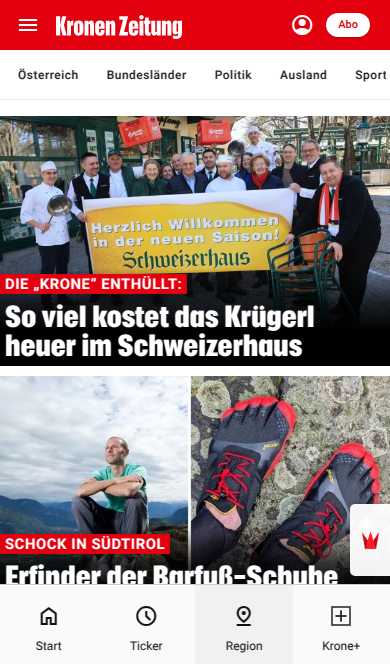 Kronen Zeitung
Abo
Österreich Bundesländer Politik Ausland Sport
Herzlich Willkommen
in der neuen Saison!
Schweizerhaus
DIE „KRONE“ ENTHÜLLT:
So viel kostet das Krügerl
heuer im Schweizerhaus
SCHOCK IN SÜDTIROL
Erfinder der Barfuß-Schuhe
Start Ticker Region Krone+